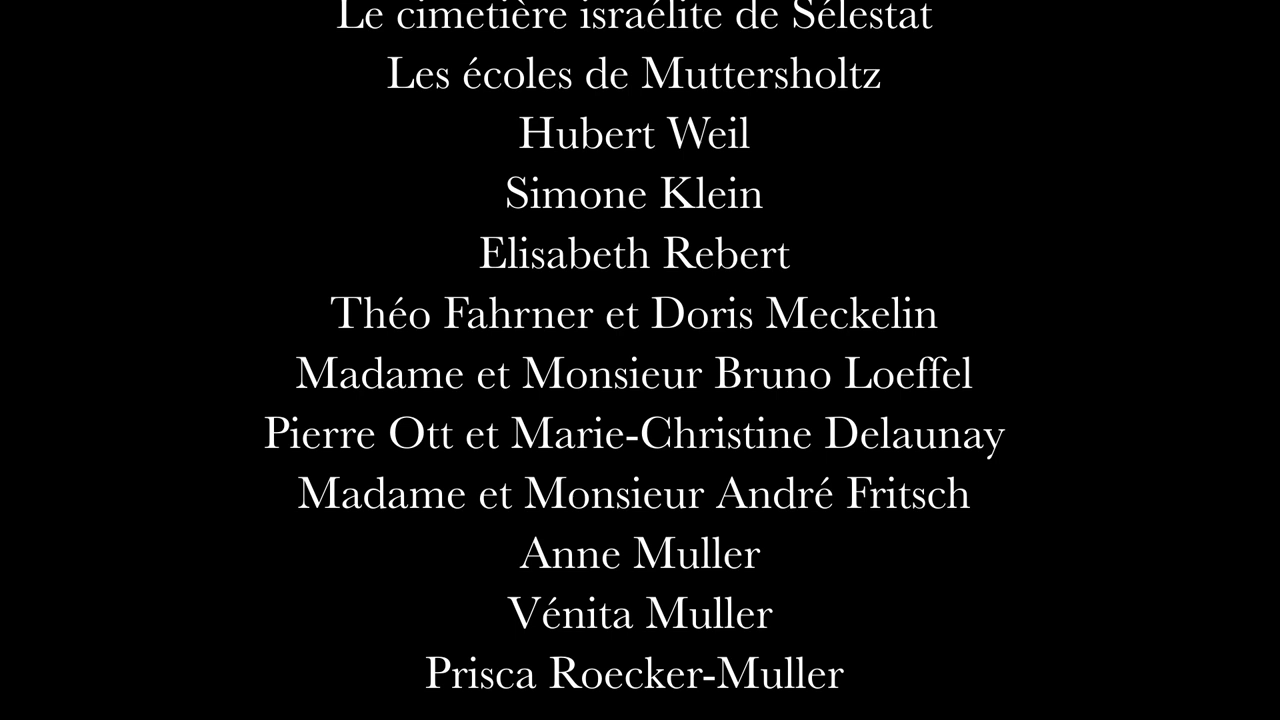 Le cimetière israélite de Sélestat
Les écoles de Muttersholtz
Hubert Weil
Simone Klein
Elisabeth Rebert
Théo Fahrner et Doris Meckelin
Madame et Monsieur Bruno Loeffel
Pierre Ott et Marie-Christine Delaunay
Madame et Monsieur André Fritsch
Anne Muller
Vénita Muller
Prisca Roecker-Muller